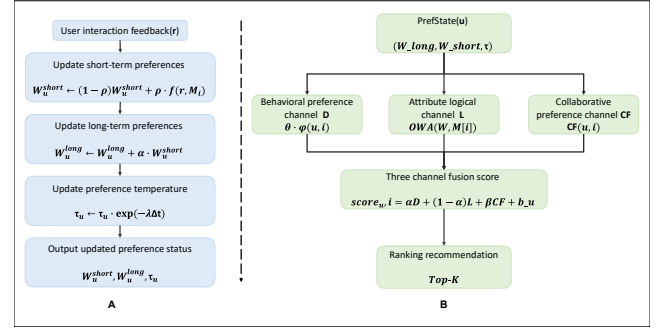 User interaction feedback(r)
Update short-term preferences
W_u^short ← (1 − ρ)W_u^short + ρ · f(r, M_i)
Update long-term preferences
W_u^long ← W_u^long + α · W_u^short
Update preference temperature
τ_u ← τ_u · exp(−λΔt)
Output updated preference status
W_u^short, W_u^long, τ_u
A
PrefState(u)
(W_long, W_short, τ)
Behavioral preference
channel D
θ · φ(u, i)
Attribute logical
channel L
OWA(W, M[i])
Collaborative
preference channel CF
CF(u, i)
Three channel fusion score
score_u, i = αD + (1 − α)L + βCF + b_u
Ranking recommendation
Top-K
B